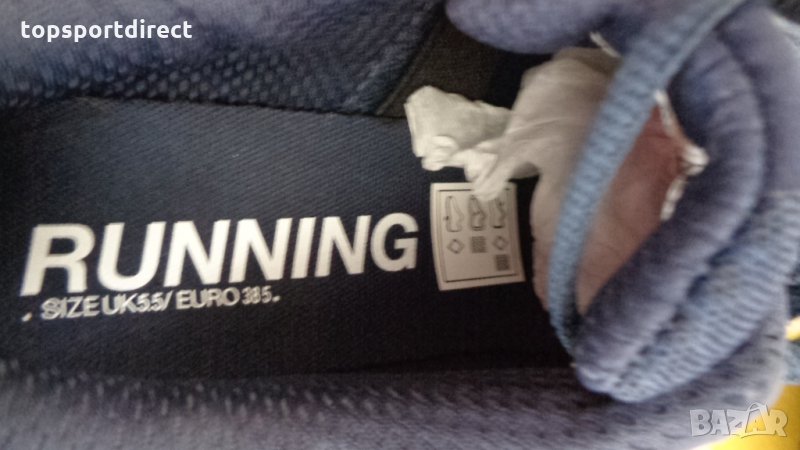 topsportdirect
RUNNING
. SIZE UK5.5/ EURO 38.5.
BAZAR